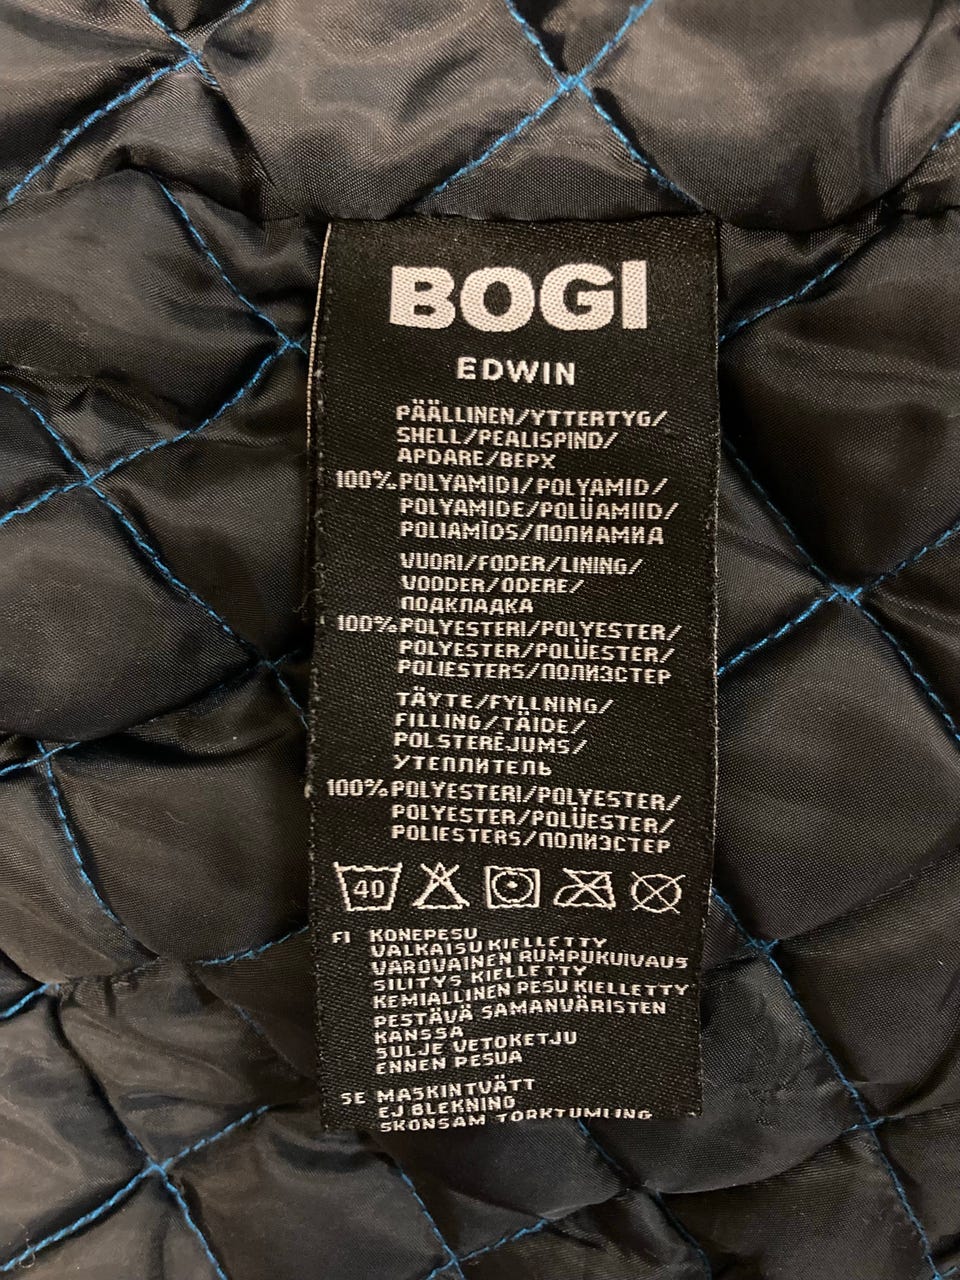 BOGI
EDWIN
PÄÄLLINEN/YTTERTYG/
SHELL/PEALISPIND/
APDARE/ВЕРХ
100% POLYAMIDI/POLYAMID/
POLYAMIDE/POLÜAMIID/
POLIAMĪDS/ПОЛИАМИД
VUORI/FODER/LINING/
VOODER/ODERE/
ПОДКЛАДКА
100% POLYESTERI/POLYESTER/
POLYESTER/POLÜESTER/
POLIESTERS/ПОЛИЭСТЕР
TÄYTE/FYLLNING/
FILLING/TÄIDE/
POLSTERĒJUMS/
УТЕПЛИТЕЛЬ
100% POLYESTERI/POLYESTER/
POLYESTER/POLÜESTER/
POLIESTERS/ПОЛИЭСТЕР
40
FI KONEPESU
VALKAISU KIELLETTY
VAROVAINEN RUMPUKUIVAUS
SILITYS KIELLETTY
KEMIALLINEN PESU KIELLETTY
PESTÄVÄ SAMANVÄRISTEN
KANSSA
SULJE VETOKETJU
ENNEN PESUA
SE MASKINTVÄTT
EJ BLEKNING
SKONSAM TORKTUMLING